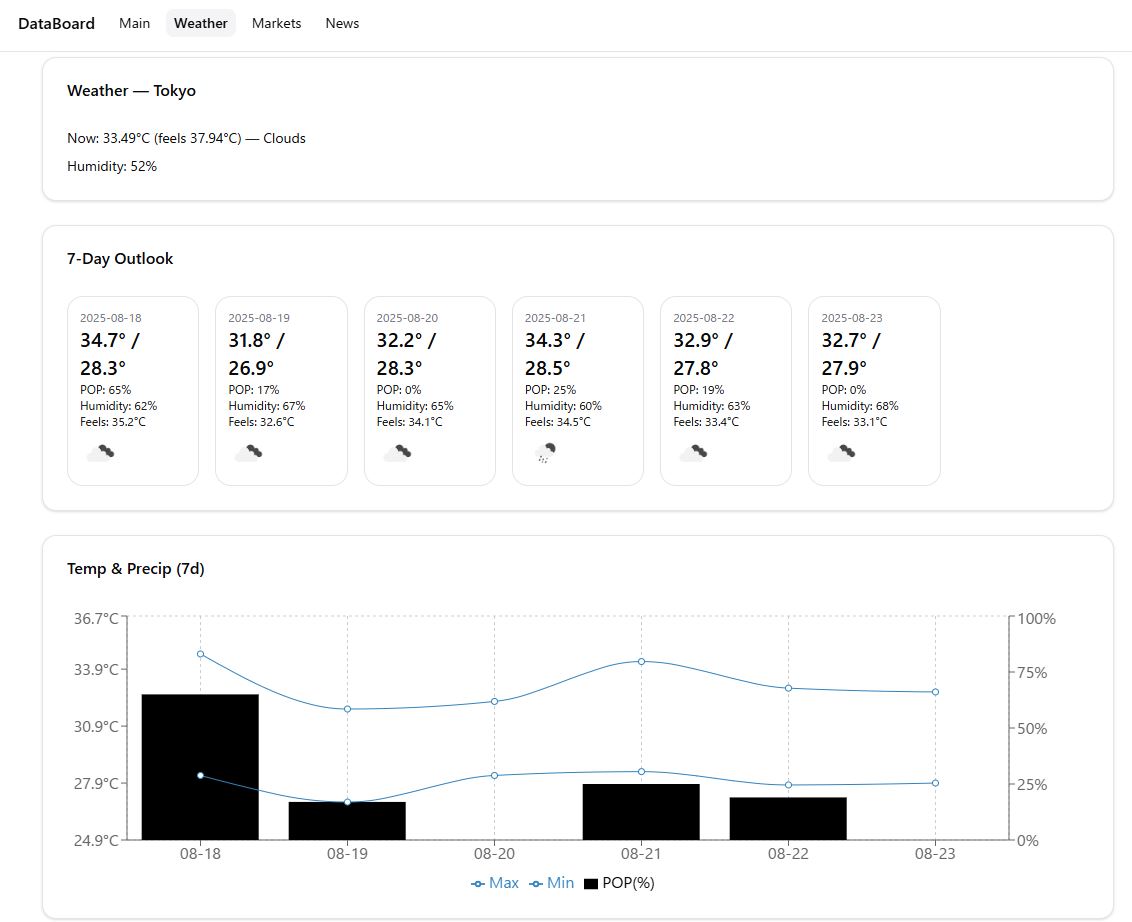 DataBoard Main Weather Markets News
Weather — Tokyo
Now: 33.49°C (feels 37.94°C) — Clouds
Humidity: 52%
7-Day Outlook
2025-08-18
34.7° /
28.3°
POP: 65%
Humidity: 62%
Feels: 35.2°C
2025-08-19
31.8° /
26.9°
POP: 17%
Humidity: 67%
Feels: 32.6°C
2025-08-20
32.2° /
28.3°
POP: 0%
Humidity: 65%
Feels: 34.1°C
2025-08-21
34.3° /
28.5°
POP: 25%
Humidity: 60%
Feels: 34.5°C
2025-08-22
32.9° /
27.8°
POP: 19%
Humidity: 63%
Feels: 33.4°C
2025-08-23
32.7° /
27.9°
POP: 0%
Humidity: 68%
Feels: 33.1°C
Temp & Precip (7d)
36.7°C 100%
33.9°C 75%
30.9°C 50%
27.9°C 25%
24.9°C 0%
08-18 08-19 08-20 08-21 08-22 08-23
Max Min POP(%)